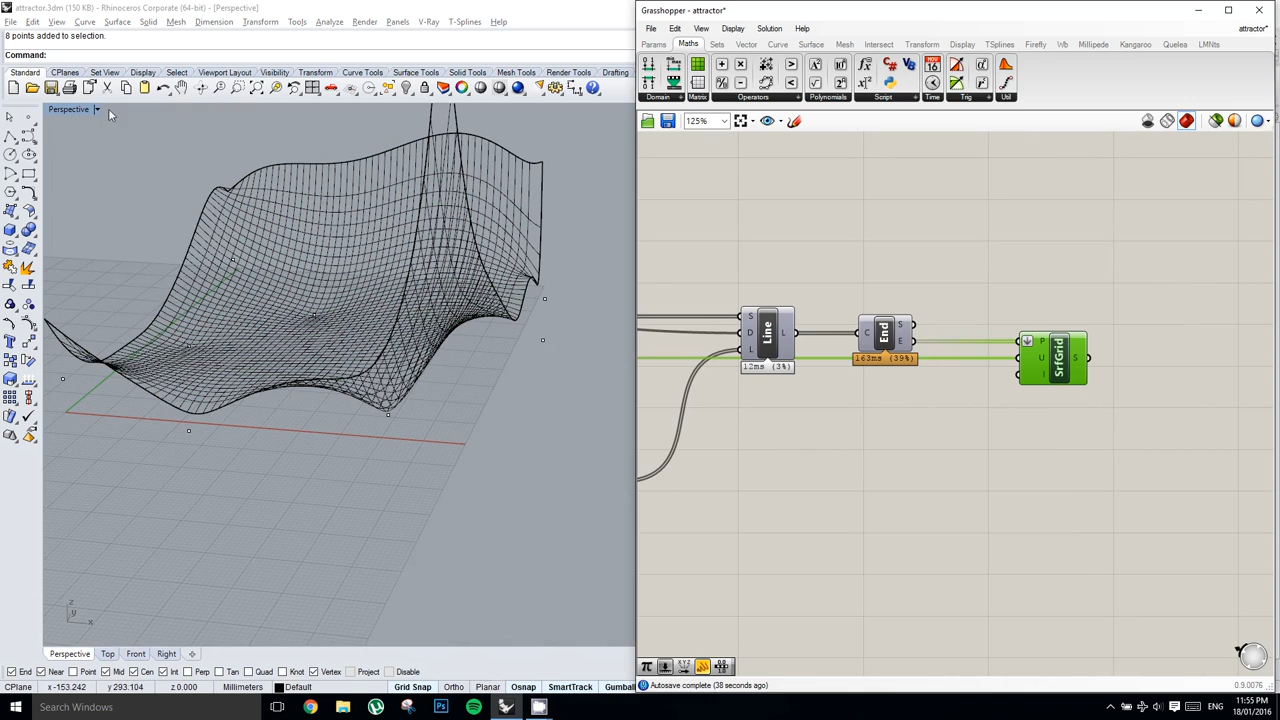 attractor.3dm (150 KB) - Rhinoceros Corporate (64-bit) - [Perspective]
File Edit View Curve Surface Solid Mesh Dimension Transform Tools Analyze Render Panels V-Ray T-Splines Help
8 points added to selection.
Command:
Standard CPlanes Set View Display Select Viewport Layout Visibility Transform Curve Tools Surface Tools Solid Tools Mesh Tools Render Tools Drafting
Perspective
z
y
x
Perspective Top Front Right
End Near Point Mid Cen Int Perp Tan Quad Knot Vertex Project Disable
CPlane x -153.242 y 293.104 z 0.000 Millimeters Default Grid Snap Ortho Planar Osnap SmartTrack Gumball
Grasshopper - attractor*
File Edit View Display Solution Help attractor*
Params Maths Sets Vector Curve Surface Mesh Intersect Transform Display TSplines Firefly Wb Millipede Kangaroo Quelea LMNts
Domain Matrix Operators Polynomials Script Time Trig Util
125%
S D L Line L
12ms (3%)
C End S E
163ms (39%)
P U I SrfGrid S
Autosave complete (38 seconds ago)
0.9.0076
Search Windows
11:55 PM
18/01/2016